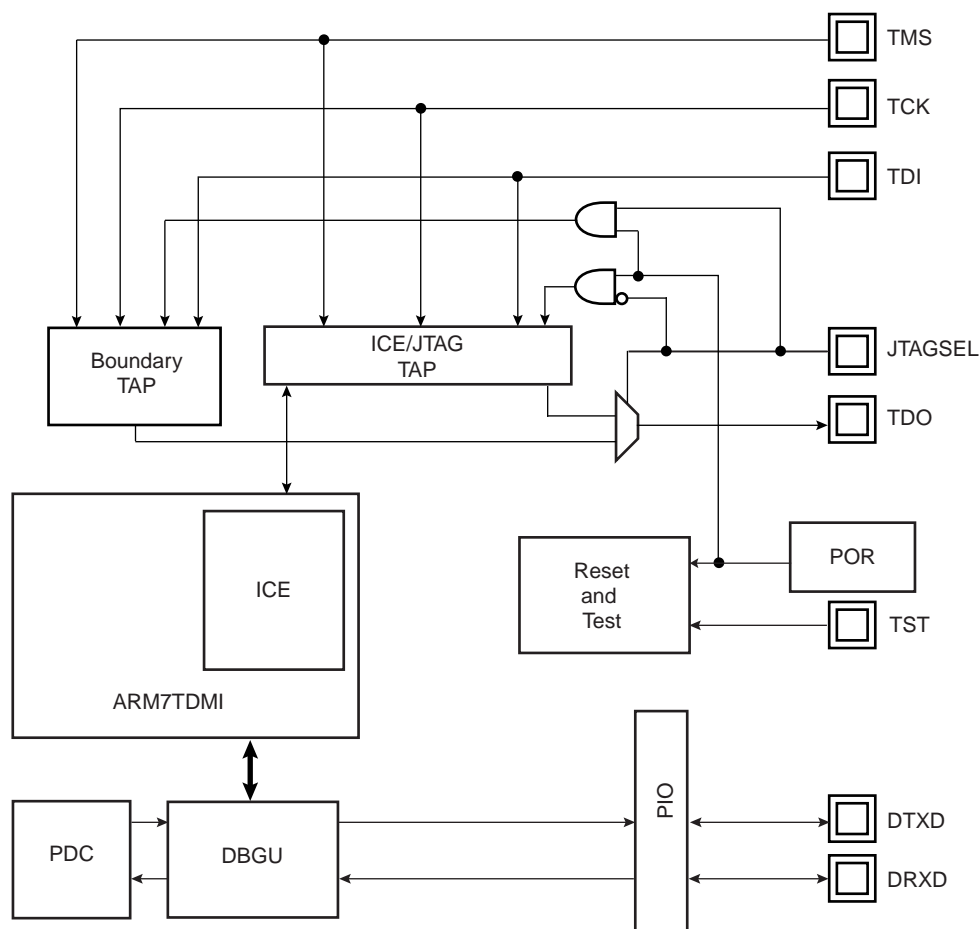 TMS
TCK
TDI
Boundary
TAP
ICE/JTAG
TAP
JTAGSEL
TDO
ICE
Reset
and
Test
POR
TST
ARM7TDMI
PDC
DBGU
PIO
DTXD
DRXD